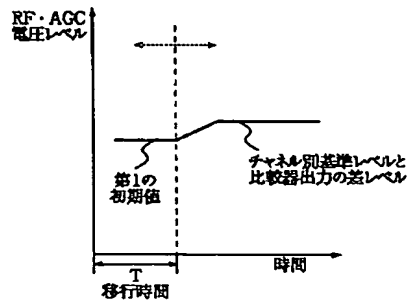 RF・AGC
電圧レベル
第1の
初期値
チャネル別基準レベルと
比較器出力の差レベル
時間
T
移行時間